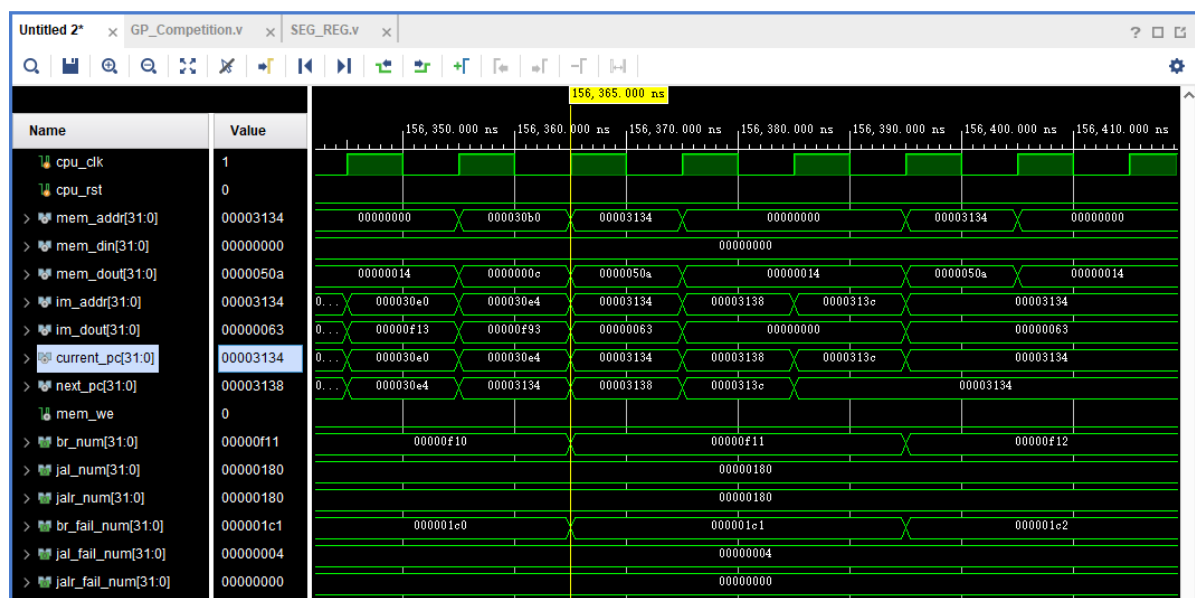 Untitled 2* × GP_Competition.v × SEG_REG.v ×
156,365.000 ns
Name Value 156,350.000 ns 156,360.000 ns 156,370.000 ns 156,380.000 ns 156,390.000 ns 156,400.000 ns 156,410.000 ns
cpu_clk 1
cpu_rst 0
mem_addr[31:0] 00003134 00000000 000030b0 00003134 00000000 00003134 00000000
mem_din[31:0] 00000000 00000000
mem_dout[31:0] 0000050a 00000014 0000000c 0000050a 00000014 0000050a 00000014
im_addr[31:0] 00003134 0... 000030e0 000030e4 00003134 00003138 0000313c 00003134
im_dout[31:0] 00000063 0... 00000f13 00000f93 00000063 00000000 00000063
current_pc[31:0] 00003134 0... 000030e0 000030e4 00003134 00003138 0000313c 00003134
next_pc[31:0] 00003138 0... 000030e4 00003134 00003138 0000313c 00003134
mem_we 0
br_num[31:0] 00000f11 00000f10 00000f11 00000f12
jal_num[31:0] 00000180 00000180
jalr_num[31:0] 00000180 00000180
br_fail_num[31:0] 000001c1 000001c0 000001c1 000001c2
jal_fail_num[31:0] 00000004 00000004
jalr_fail_num[31:0] 00000000 00000000